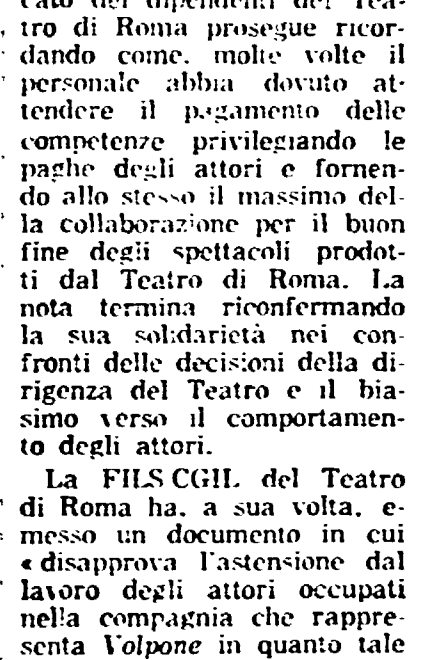 cato dei dipendenti del Tea-
tro di Roma prosegue ricor-
dando come, molte volte il
personale abbia dovuto at-
tendere il pagamento delle
competenze privilegiando le
paghe degli attori e fornen-
do allo stesso il massimo del-
la collaborazione per il buon
fine degli spettacoli prodot-
ti dal Teatro di Roma. La
nota termina riconfermando
la sua solidarietà nei con-
fronti delle decisioni della di-
rigenza del Teatro e il bia-
simo verso il comportamen-
to degli attori.
La FILS CGIL del Teatro
di Roma ha, a sua volta, e-
messo un documento in cui
« disapprova l'astensione dal
lavoro degli attori occupati
nella compagnia che rappre-
senta Volpone in quanto tale